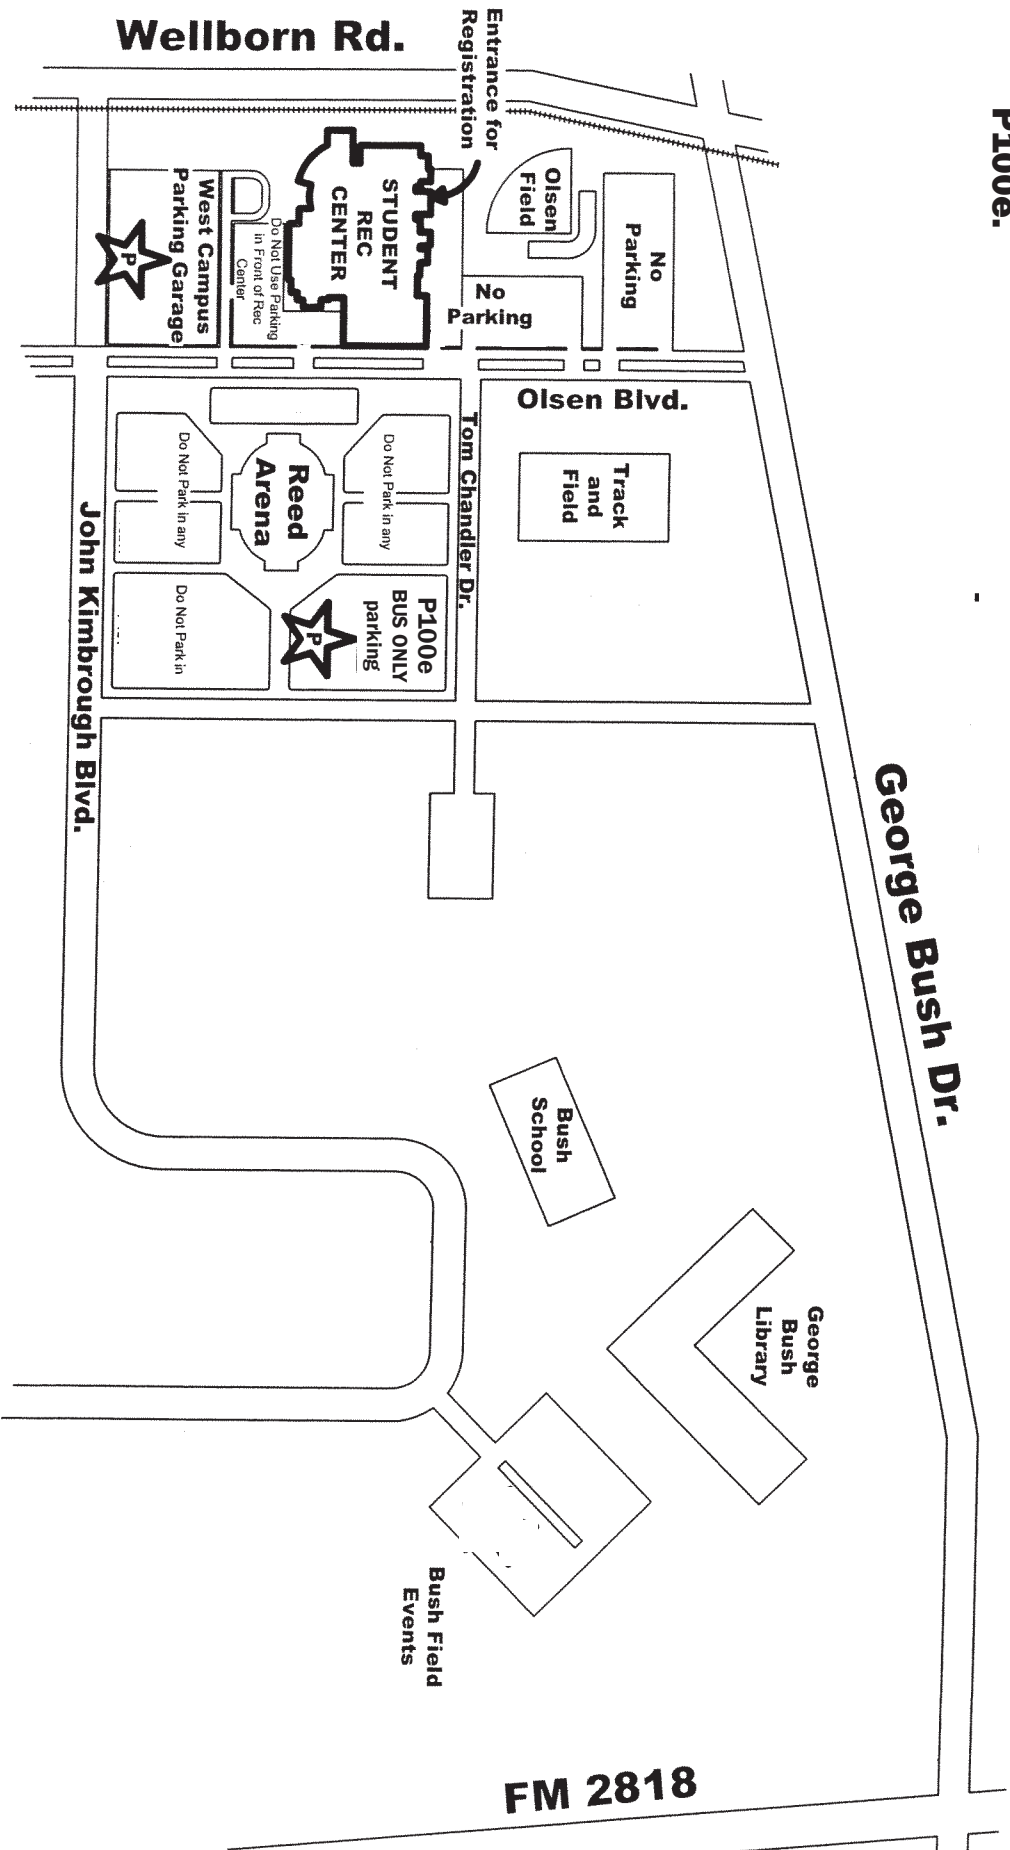 Wellborn Rd.
Entrance for
Registration
P100e.
Olsen
Field
No
Parking
STUDENT
REC
CENTER
West Campus
Parking Garage
P
Do Not Use Parking
in Front of Rec
Center
No
Parking
Olsen Blvd.
Tom Chandler Dr.
Track
and
Field
Do Not Park in any
Reed
Arena
Do Not Park in any
John Kimbrough Blvd.
P100e
BUS ONLY
parking
P
Do Not Park in
George Bush Dr.
Bush
School
George
Bush
Library
Bush Field
Events
FM 2818